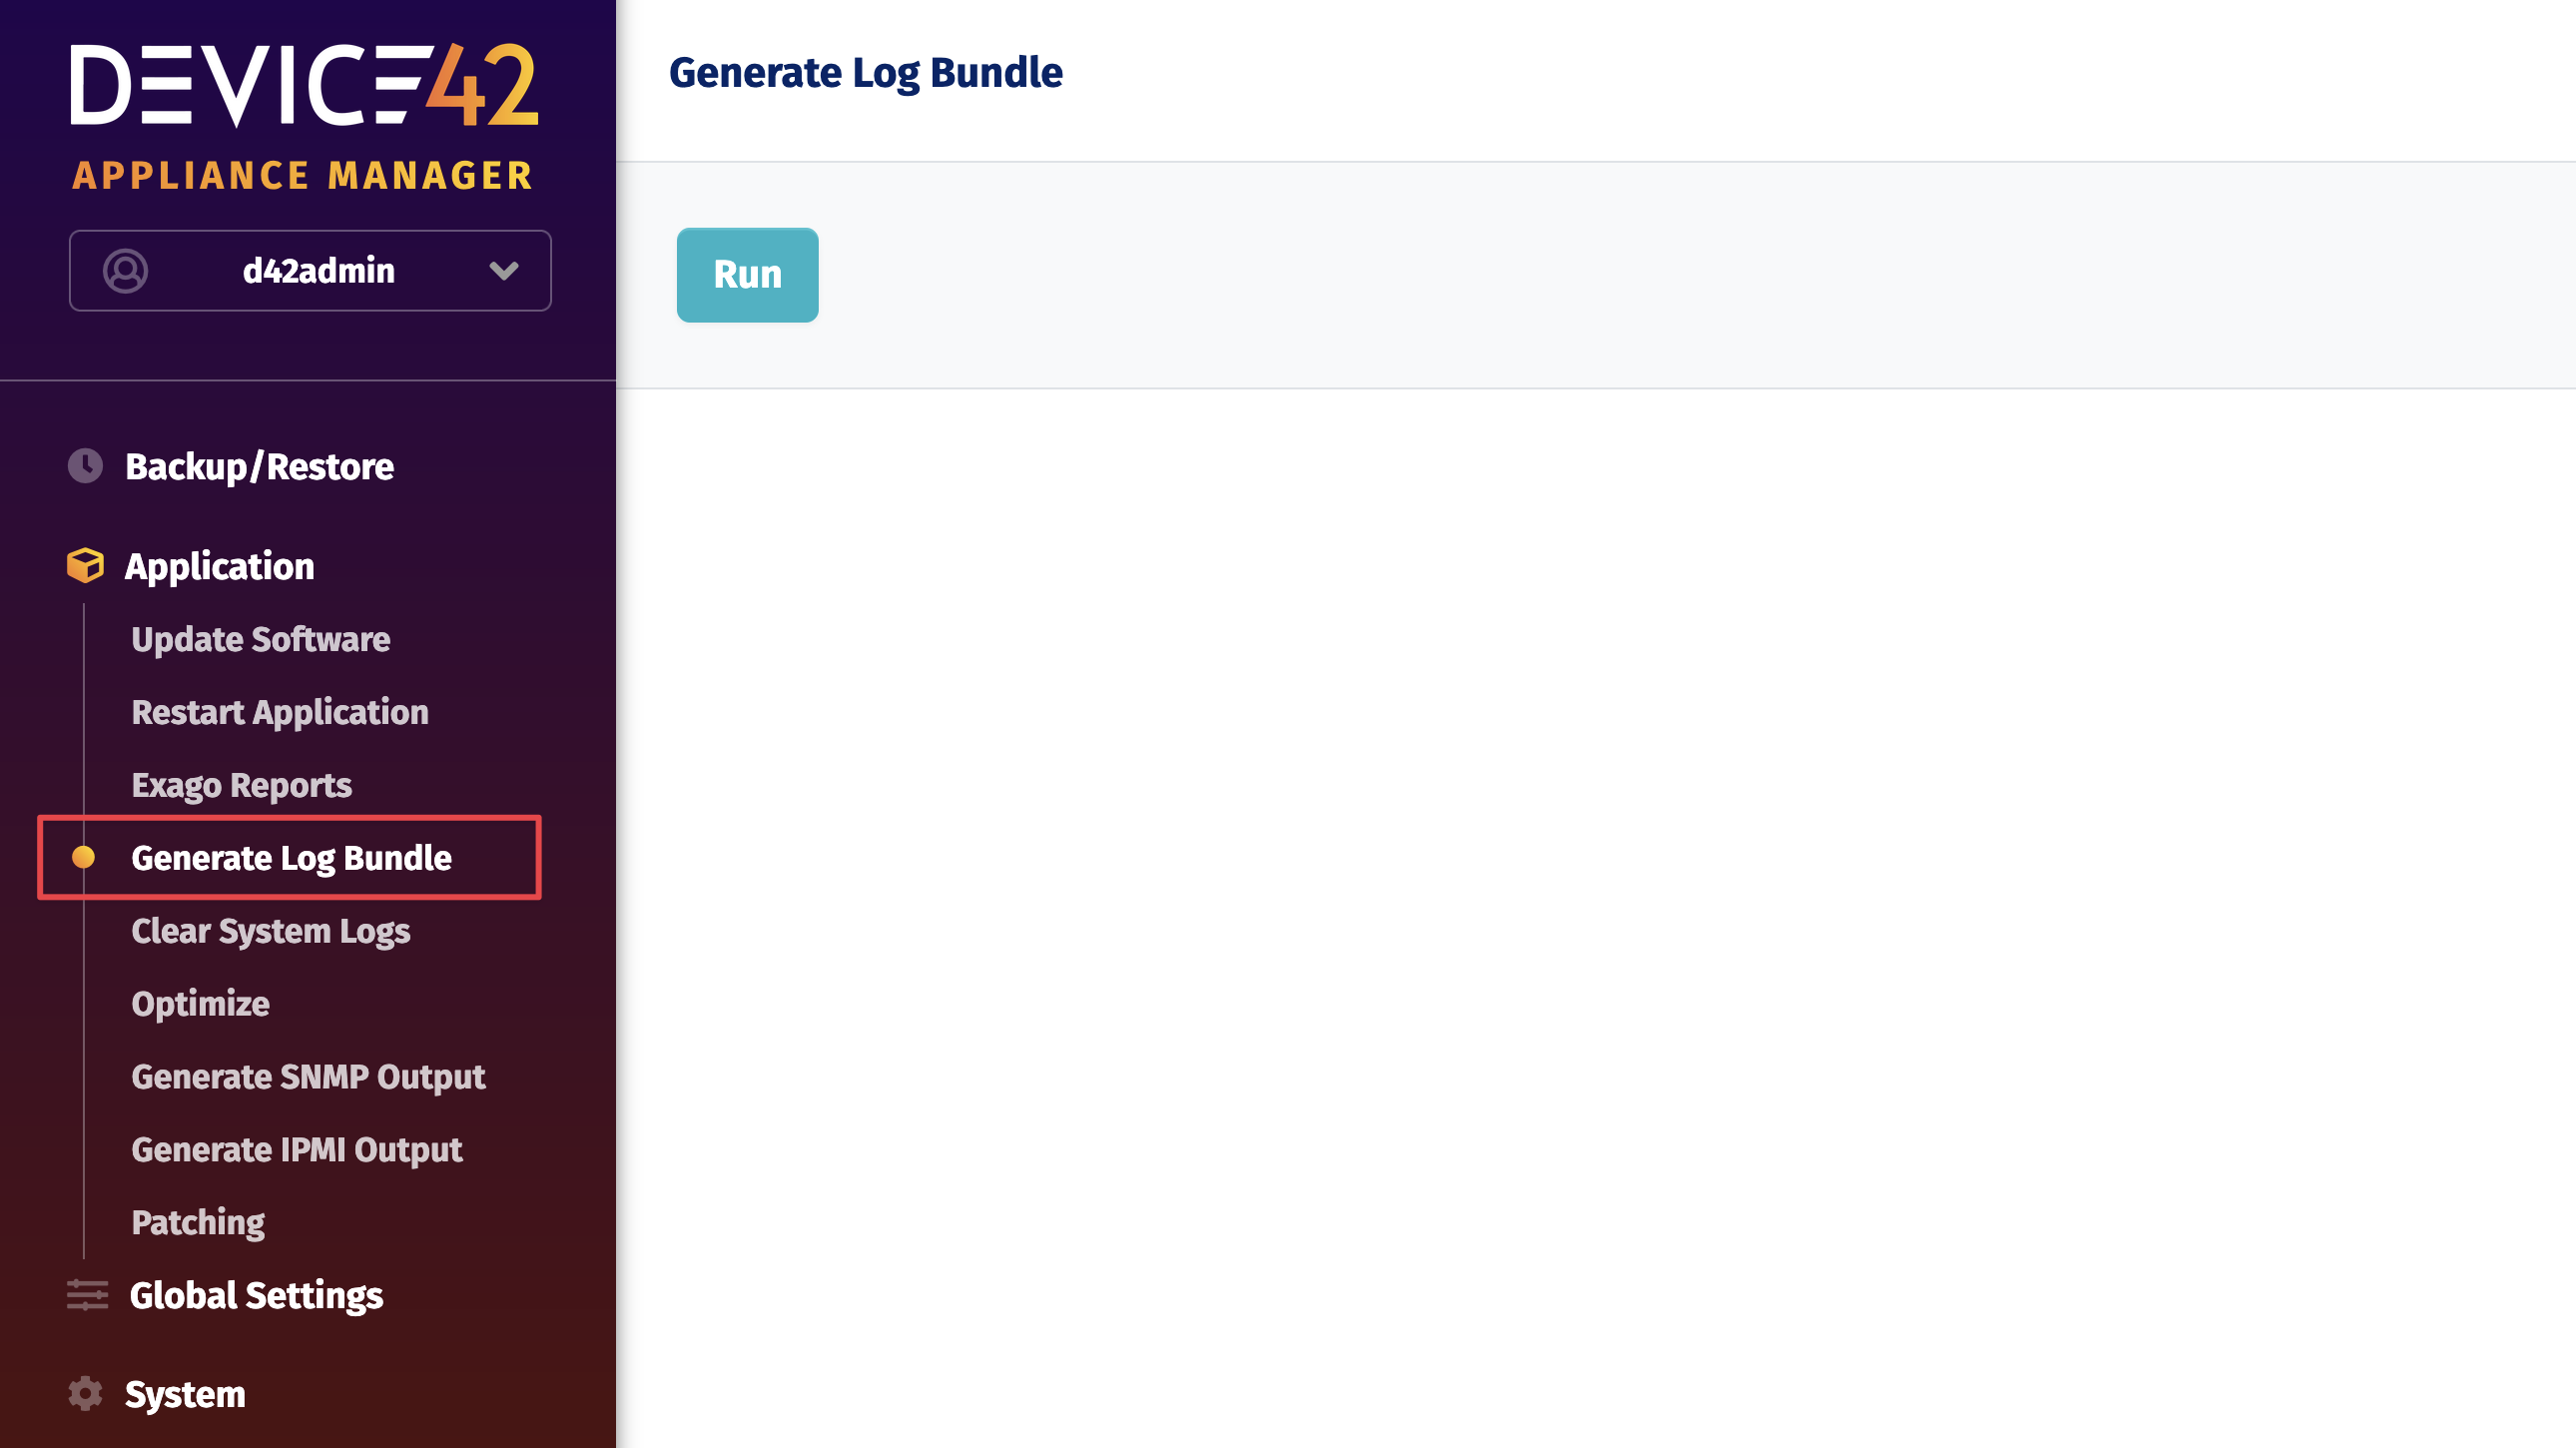 DEVICE42
APPLIANCE MANAGER
d42admin
Backup/Restore
Application
Update Software
Restart Application
Exago Reports
Generate Log Bundle
Clear System Logs
Optimize
Generate SNMP Output
Generate IPMI Output
Patching
Global Settings
System
Generate Log Bundle
Run